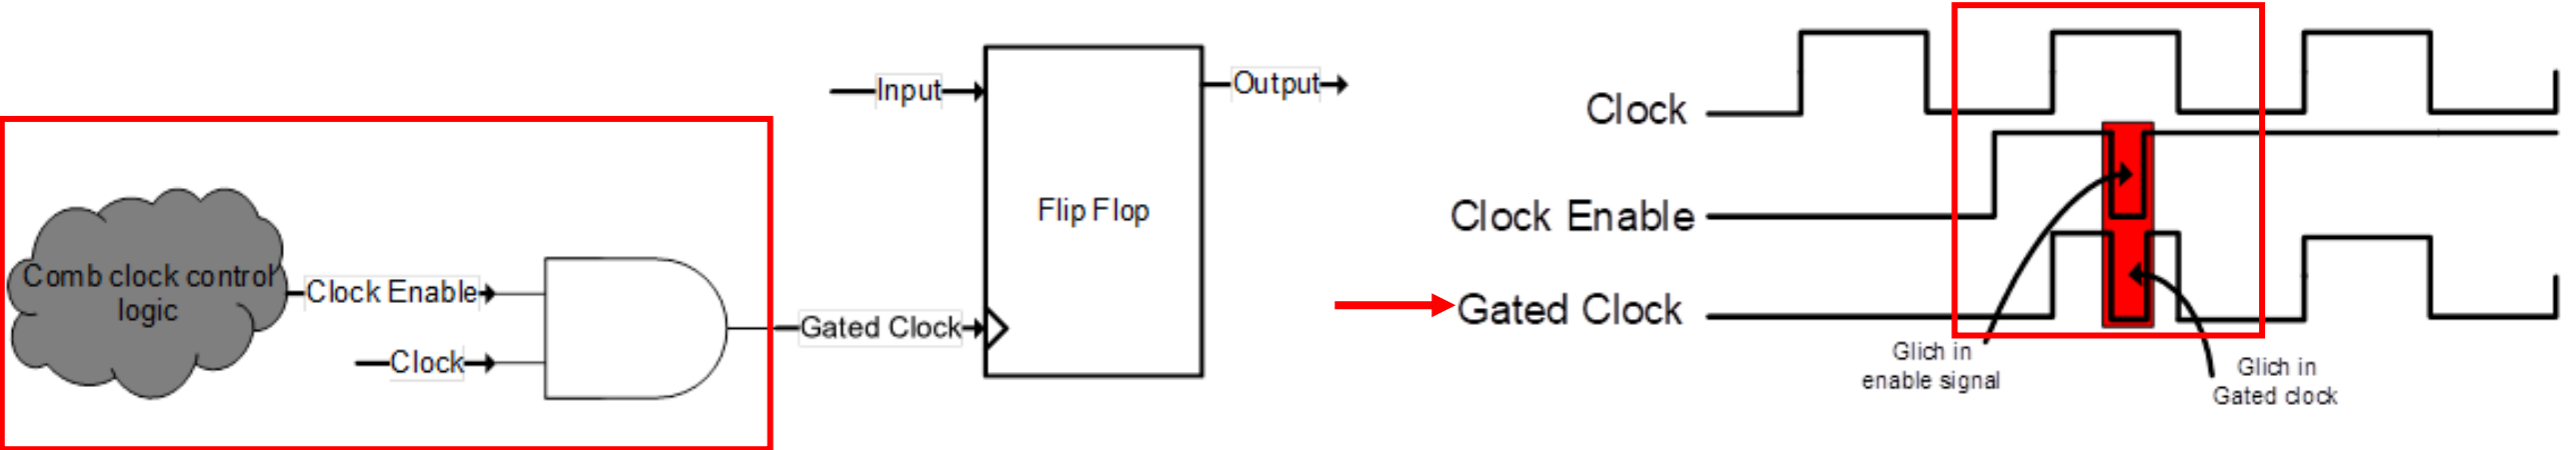 Comb clock control
logic
Clock Enable
Clock
Gated Clock
Input
Flip Flop
Output
Clock
Clock Enable
Gated Clock
Glich in
enable signal
Glich in
Gated clock